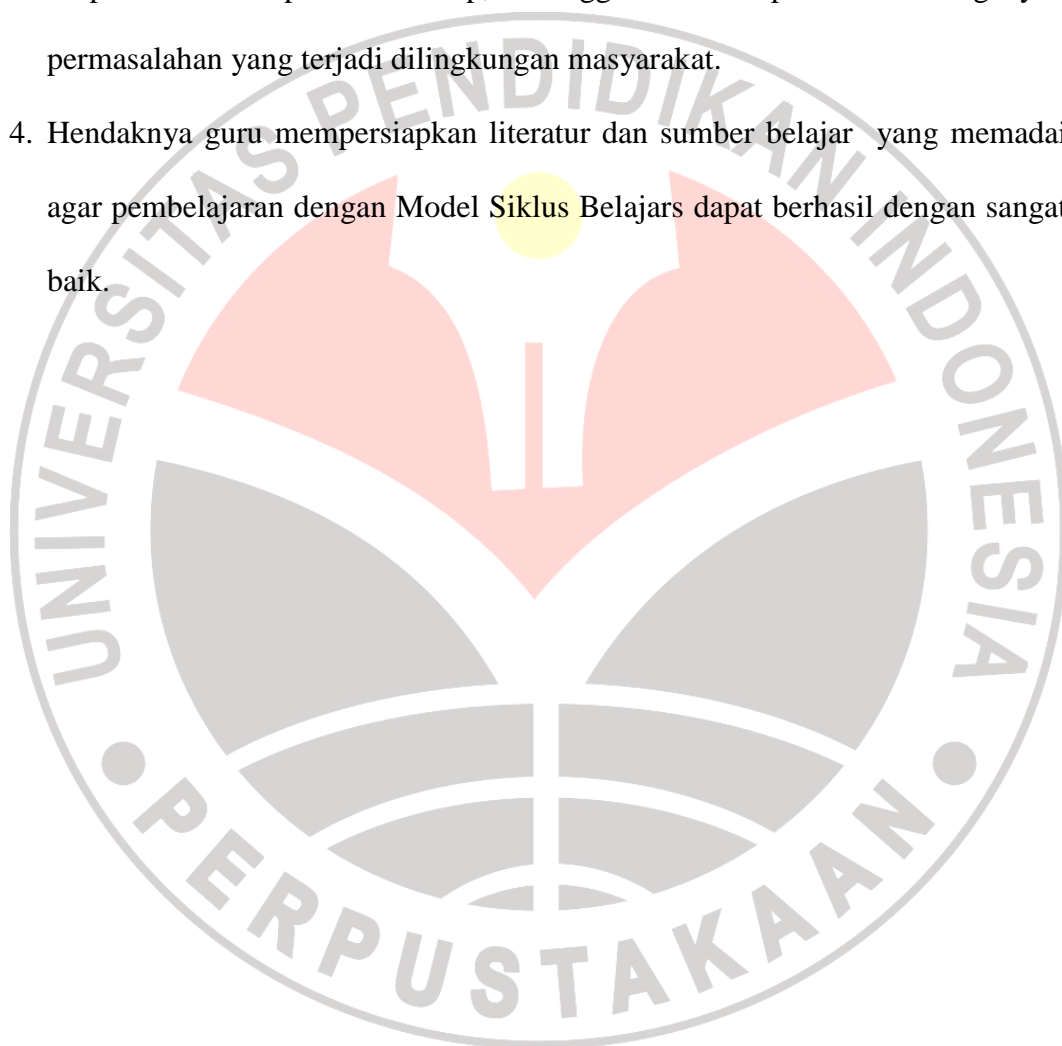 permasalahan yang terjadi dilingkungan masyarakat.
4. Hendaknya guru mempersiapkan literatur dan sumber belajar yang memadai
agar pembelajaran dengan Model Siklus Belajars dapat berhasil dengan sangat
baik.
UNIVERSITAS PENDIDIKAN INDONESIA
PERPUSTAKAAN